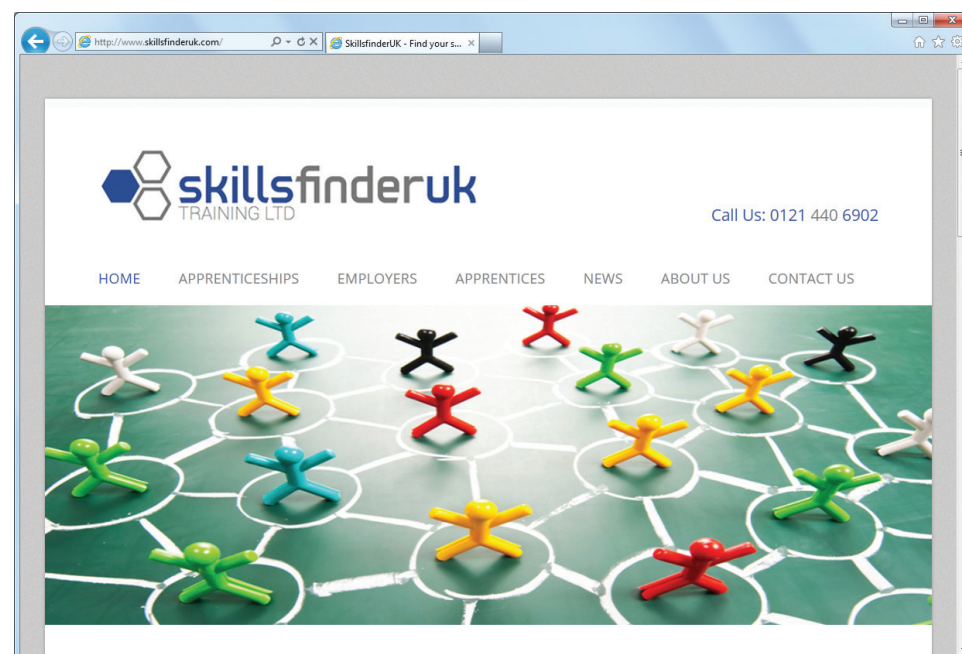 http://www.skillsfinderuk.com/
SkillsfinderUK - Find your s...
skillsfinderuk
TRAINING LTD
Call Us: 0121 440 6902
HOME APPRENTICESHIPS EMPLOYERS APPRENTICES NEWS ABOUT US CONTACT US